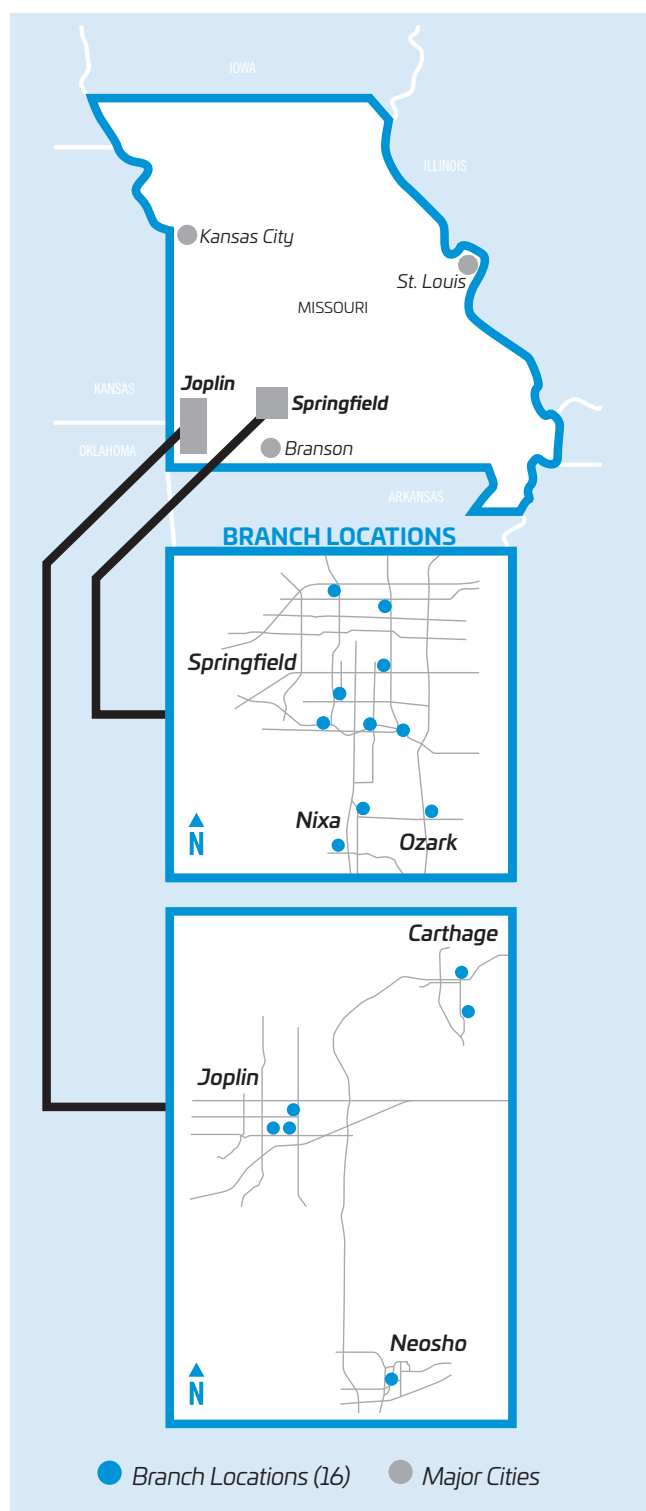 IOWA
ILLINOIS
Kansas City
St. Louis
MISSOURI
KANSAS
Joplin
Springfield
OKLAHOMA
Branson
ARKANSAS
BRANCH LOCATIONS
Springfield
Nixa
Ozark
N
Carthage
Joplin
Neosho
N
Branch Locations (16)
Major Cities